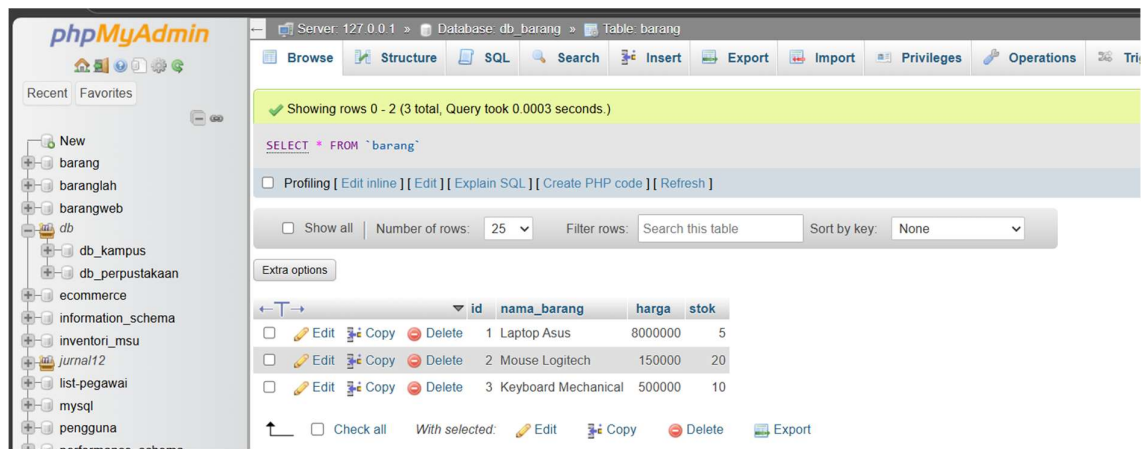 phpMyAdmin
Recent Favorites
New
barang
baranglah
barangweb
db
db_kampus
db_perpustakaan
ecommerce
information_schema
inventori_msu
jurnal12
list-pegawai
mysql
pengguna
performance_schema
Server: 127.0.0.1 » Database: db_barang » Table: barang
Browse Structure SQL Search Insert Export Import Privileges Operations Tri
Showing rows 0 - 2 (3 total, Query took 0.0003 seconds.)
SELECT * FROM `barang`
Profiling [ Edit inline ] [ Edit ] [ Explain SQL ] [ Create PHP code ] [ Refresh ]
Show all Number of rows: 25 Filter rows: Search this table Sort by key: None
Extra options
id nama_barang harga stok
Edit Copy Delete 1 Laptop Asus 8000000 5
Edit Copy Delete 2 Mouse Logitech 150000 20
Edit Copy Delete 3 Keyboard Mechanical 500000 10
Check all With selected: Edit Copy Delete Export